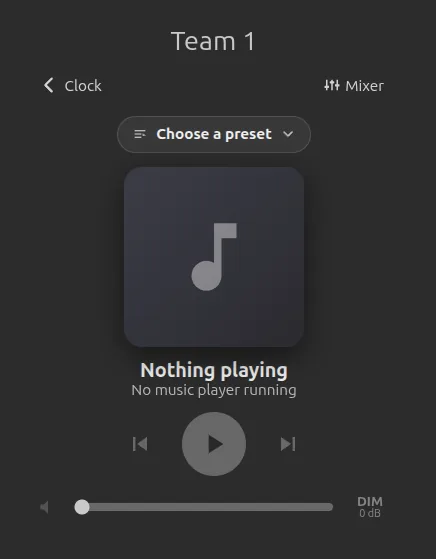 Team 1
Clock
Mixer
Choose a preset
Nothing playing
No music player running
DIM
0 dB